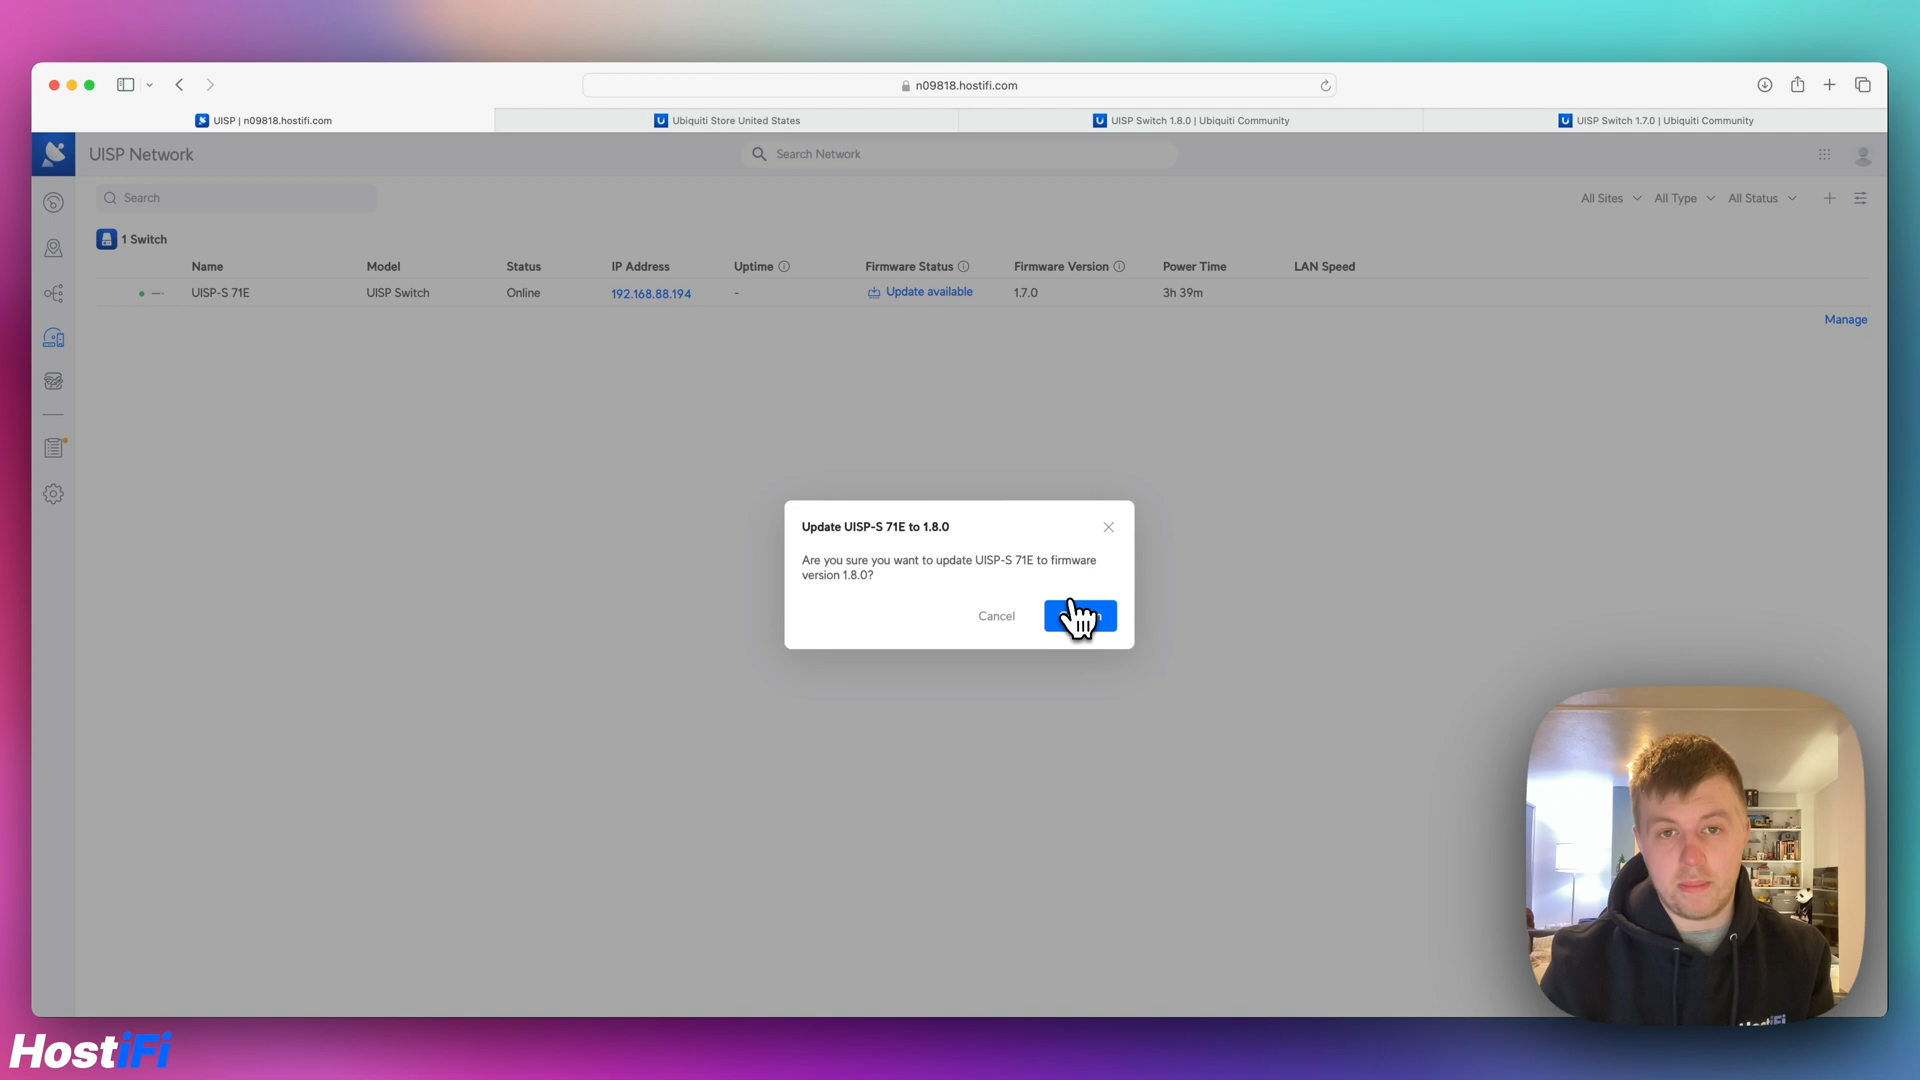 n09818.hostifi.com
UISP | n09818.hostifi.com
Ubiquiti Store United States
UISP Switch 1.8.0 | Ubiquiti Community
UISP Switch 1.7.0 | Ubiquiti Community
UISP Network
Search Network
Search
All Sites
All Type
All Status
1 Switch
Name Model Status IP Address Uptime Firmware Status Firmware Version Power Time LAN Speed
UISP-S 71E UISP Switch Online 192.168.88.194 - Update available 1.7.0 3h 39m
Manage
Update UISP-S 71E to 1.8.0
Are you sure you want to update UISP-S 71E to firmware
version 1.8.0?
Cancel
HostiFi
HostiFi